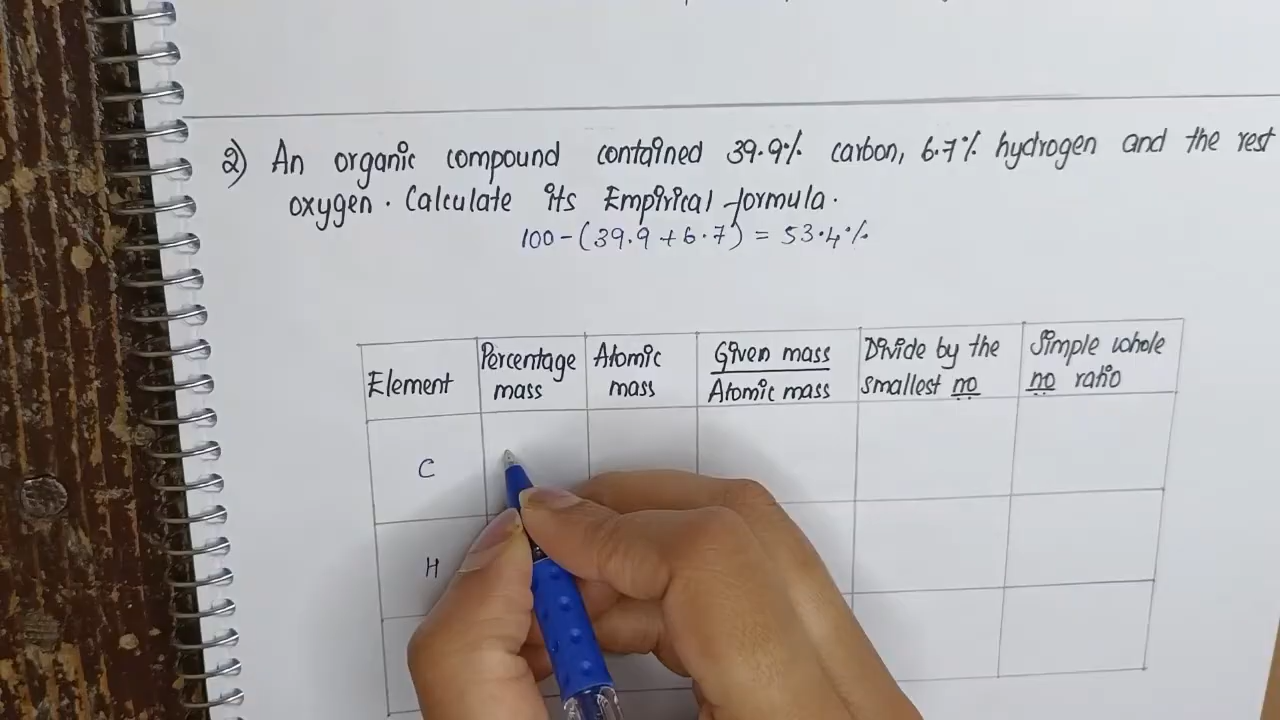 2) An organic compound contained 39.9% carbon, 6.7% hydrogen and the rest
oxygen. Calculate its Empirical formula.
100-(39.9+6.7) = 53.4%
Element
Percentage
mass
Atomic
mass
Given mass
Atomic mass
Divide by the
smallest no
Simple whole
no ratio
C
H